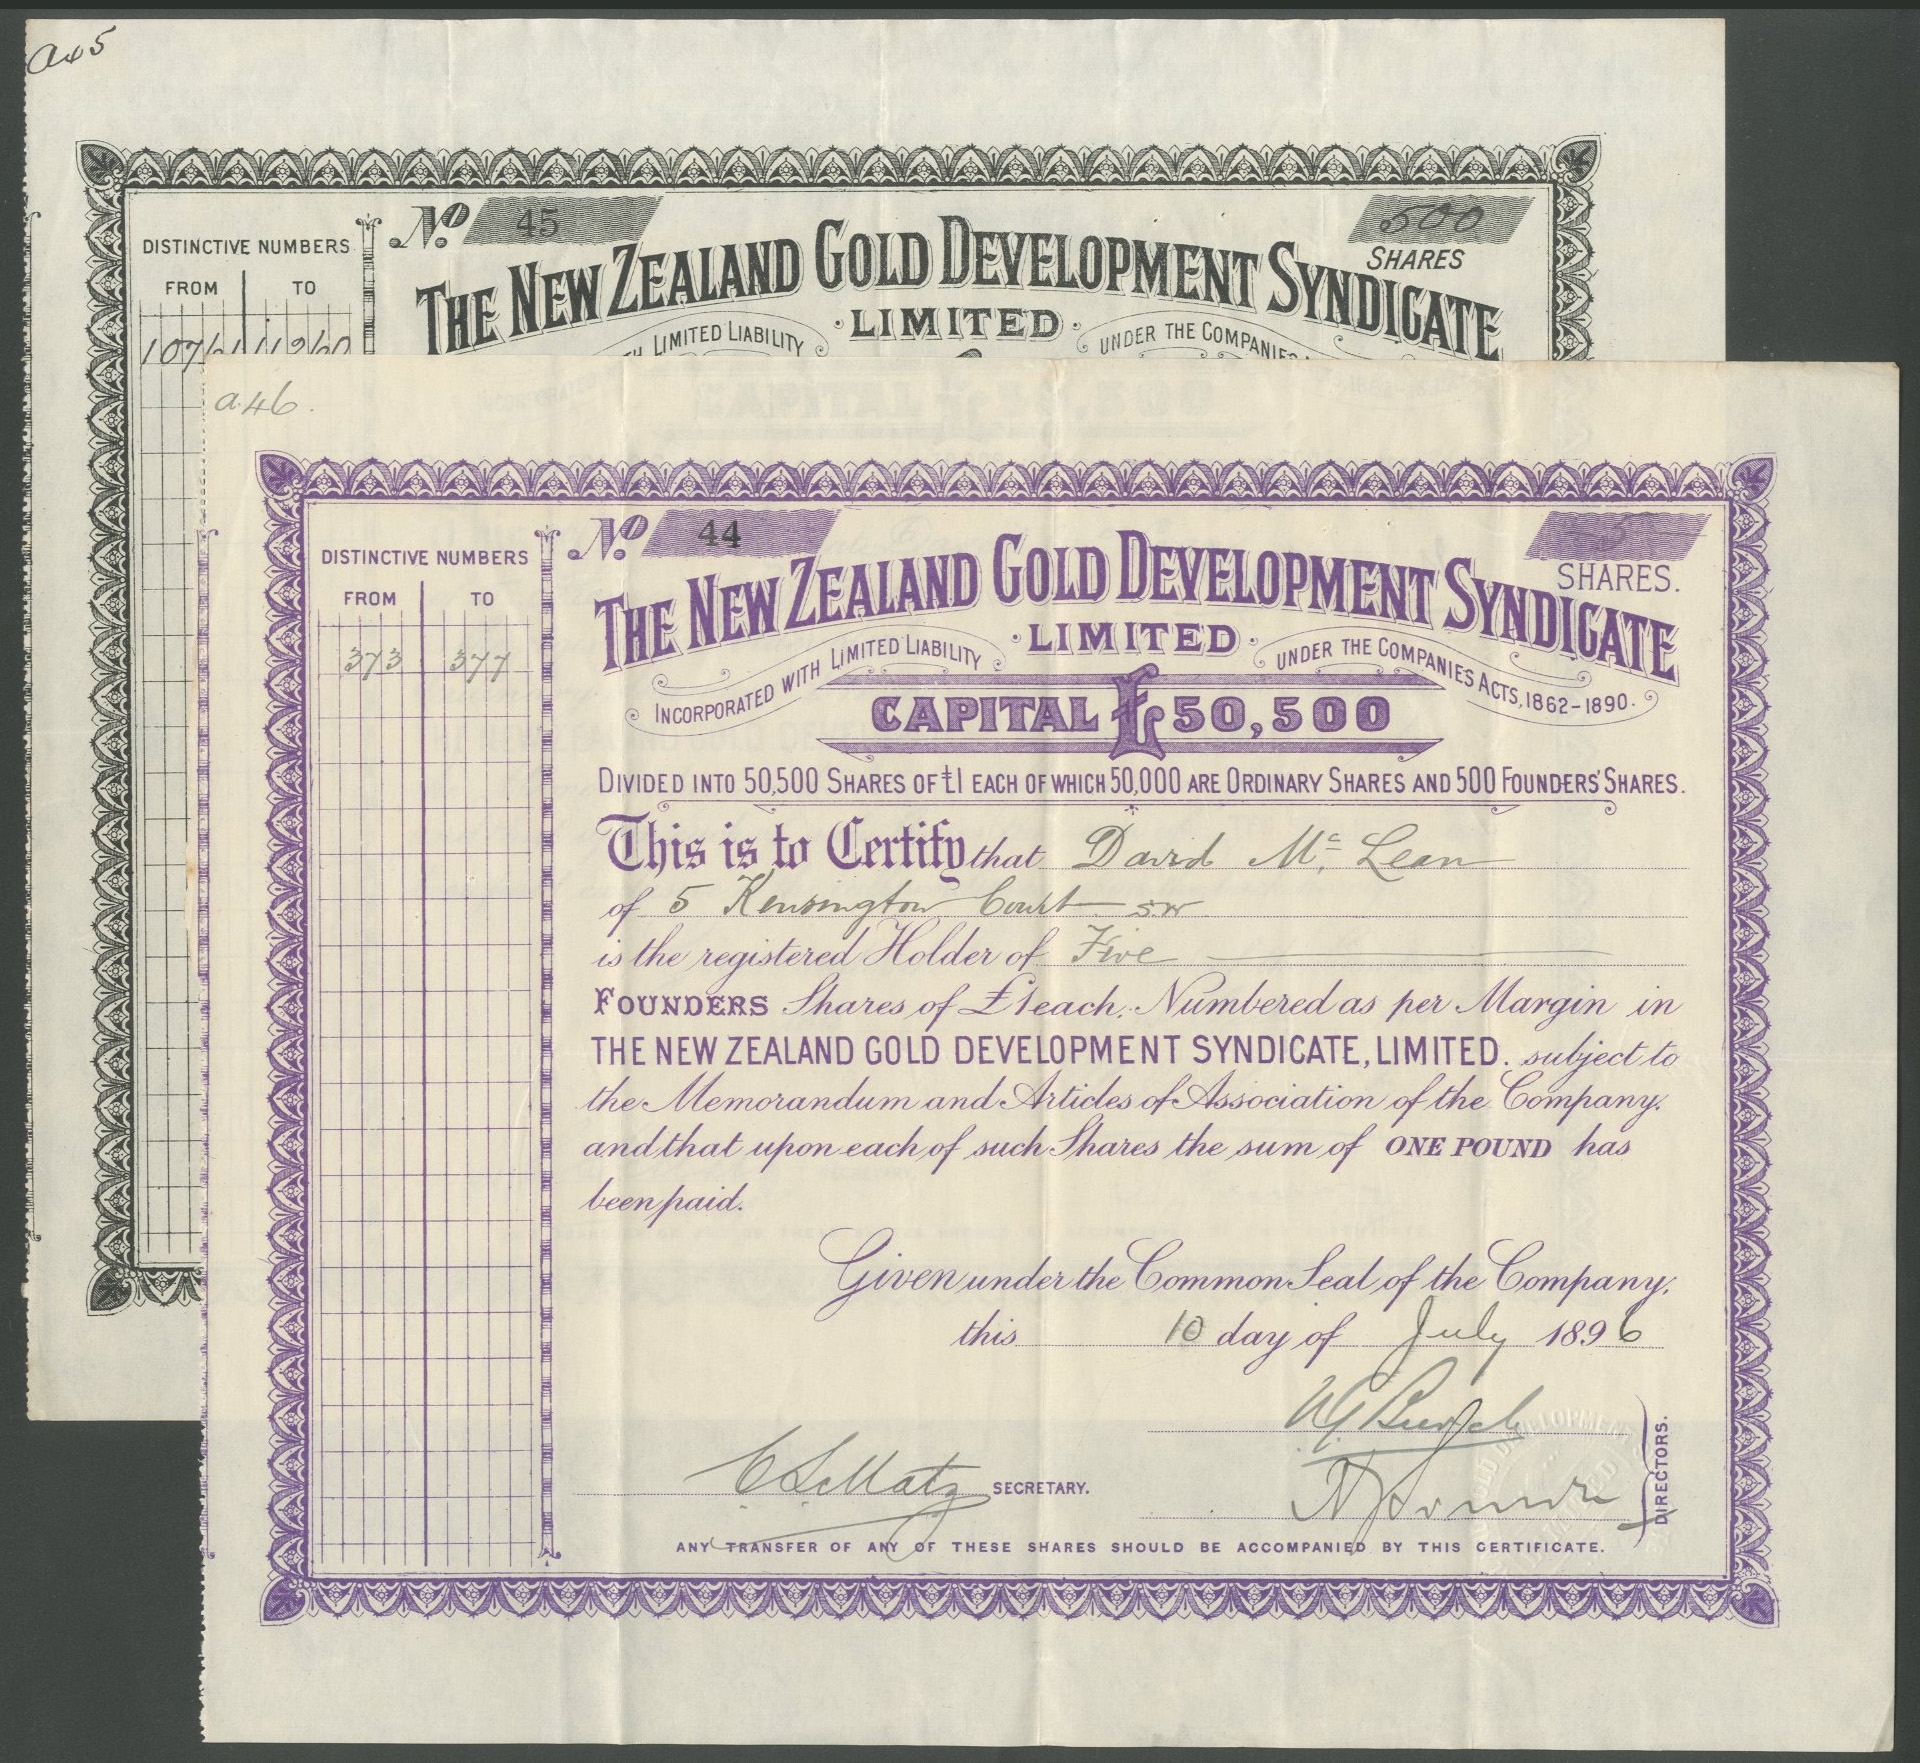 a45
No 45
500
SHARES
DISTINCTIVE NUMBERS
FROM TO
10761 11260
THE NEW ZEALAND GOLD DEVELOPMENT SYNDICATE
LIMITED
LIMITED LIABILITY
UNDER THE COMPANIES
a.46.
No 44
5
SHARES.
DISTINCTIVE NUMBERS
FROM TO
373 377
THE NEW ZEALAND GOLD DEVELOPMENT SYNDICATE
LIMITED
INCORPORATED WITH LIMITED LIABILITY
UNDER THE COMPANIES ACTS, 1862-1890.
CAPITAL £50,500
DIVIDED INTO 50,500 SHARES OF £1 EACH OF WHICH 50,000 ARE ORDINARY SHARES AND 500 FOUNDERS' SHARES.
This is to Certify that David Mc Lean
of 5 Kensington Court SW
is the registered Holder of Five
FOUNDERS Shares of £1 each, Numbered as per Margin in
THE NEW ZEALAND GOLD DEVELOPMENT SYNDICATE, LIMITED. subject to
the Memorandum and Articles of Association of the Company,
and that upon each of such Shares the sum of ONE POUND has
been paid.
Given under the Common Seal of the Company,
this 10 day of July 1896
SECRETARY.
DIRECTORS.
ANY TRANSFER OF ANY OF THESE SHARES SHOULD BE ACCOMPANIED BY THIS CERTIFICATE.